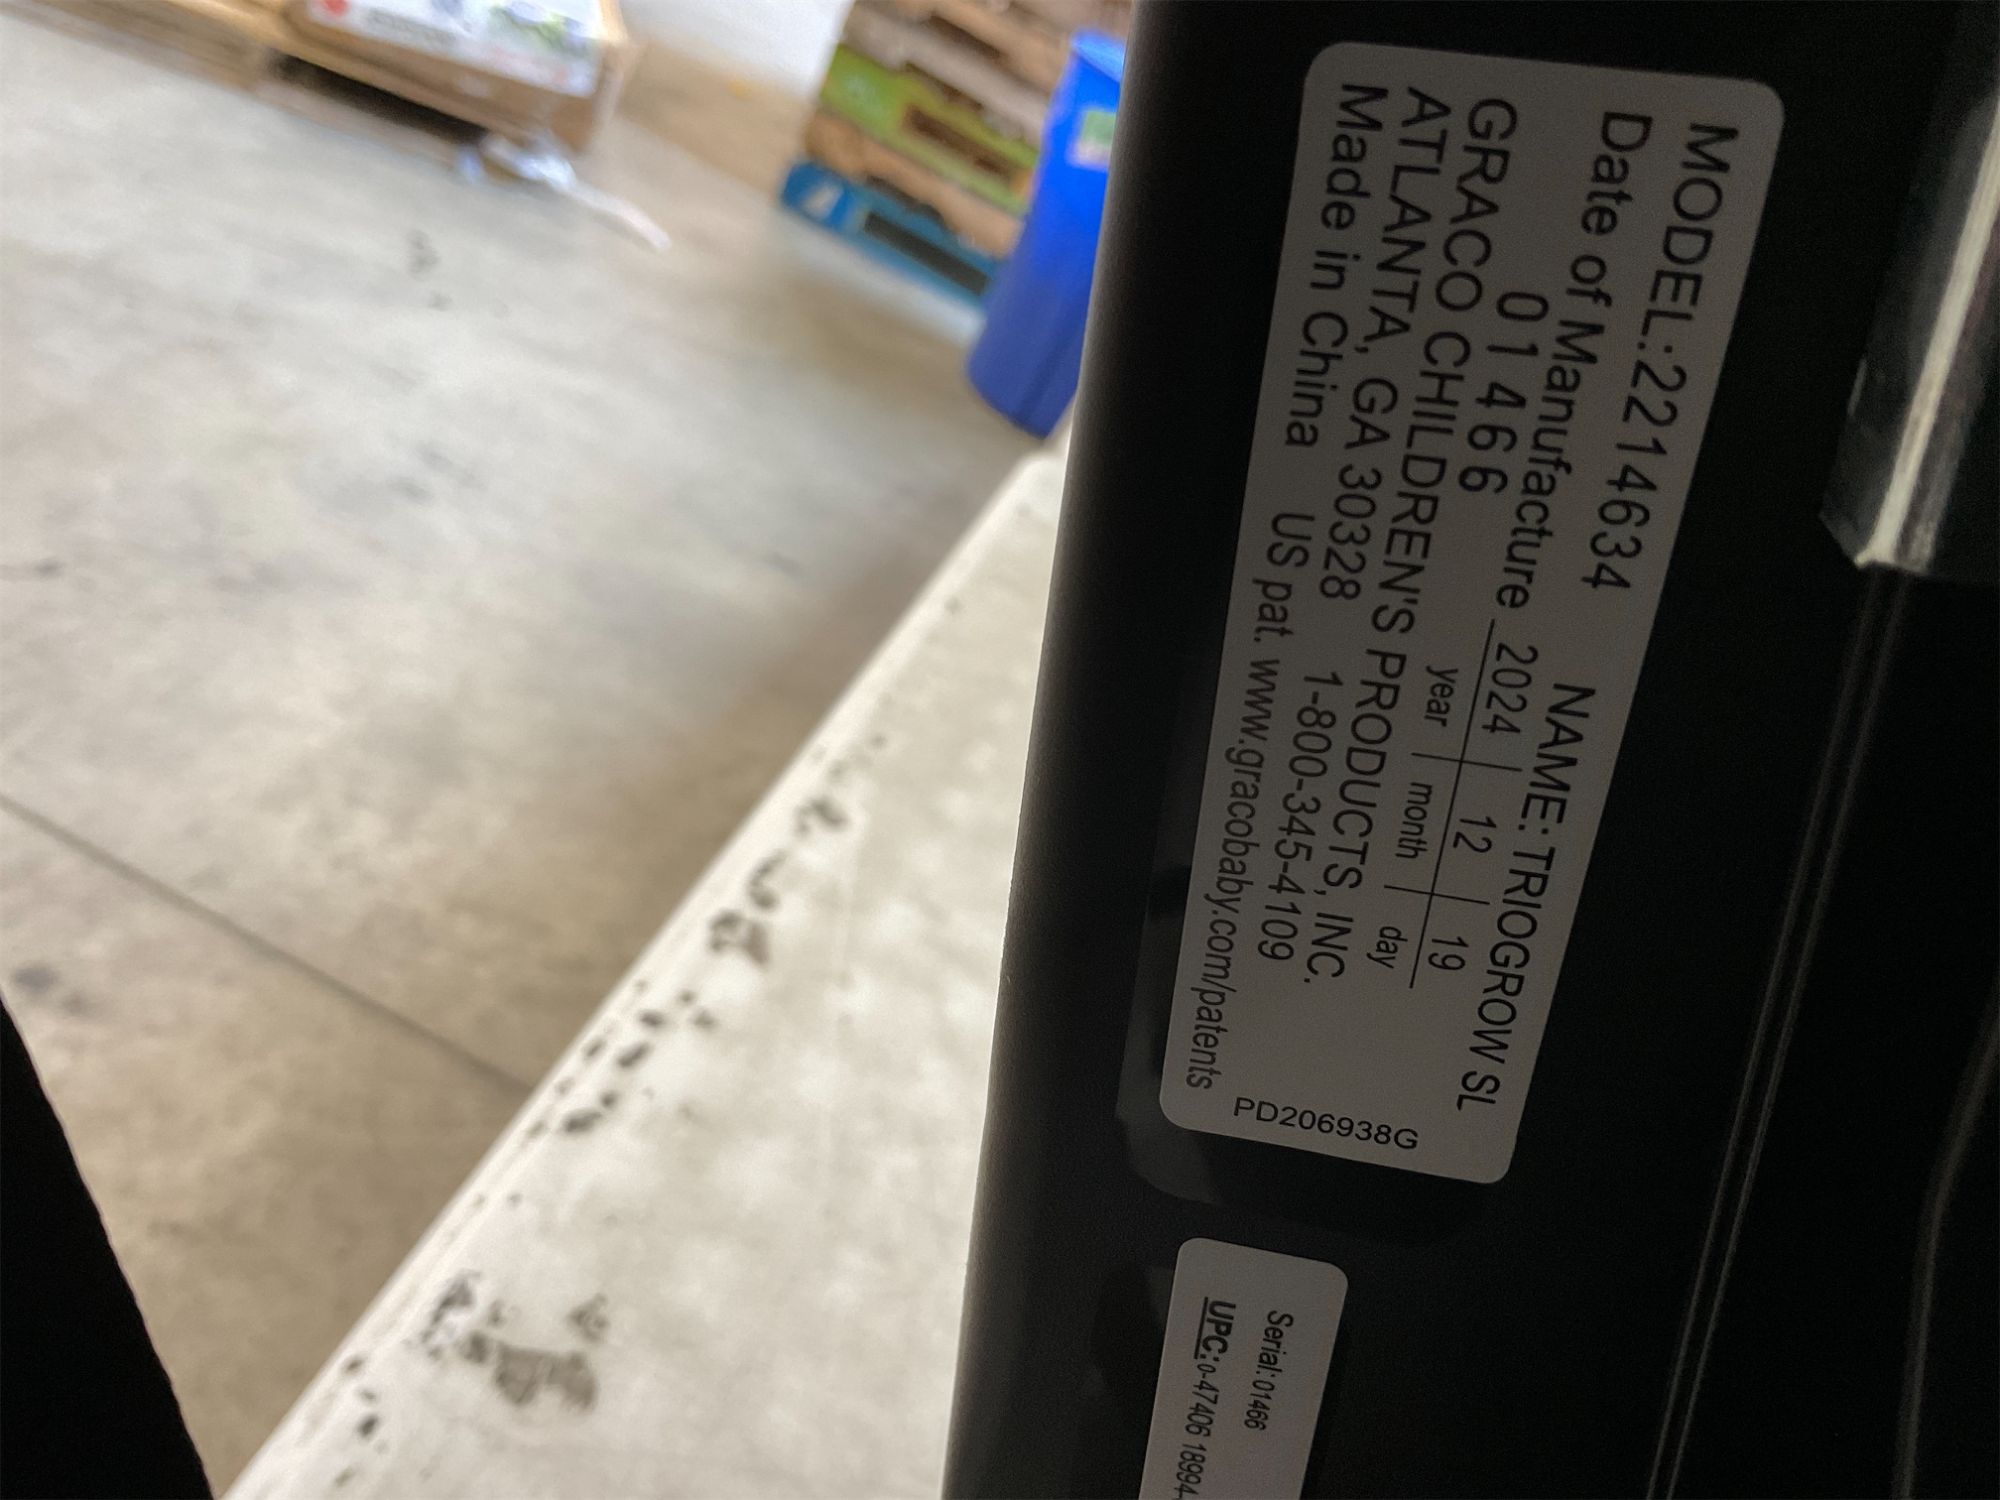 MODEL:2214634 NAME:TRIOGROW SL
Date of Manufacture 2024 12 19
01466 year month day
GRACO CHILDREN'S PRODUCTS, INC.
ATLANTA, GA 30328 1-800-345-4109
Made in China US pat. www.gracobaby.com/patents
PD206938G
Serial:01466
UPC:0-47406 18994-